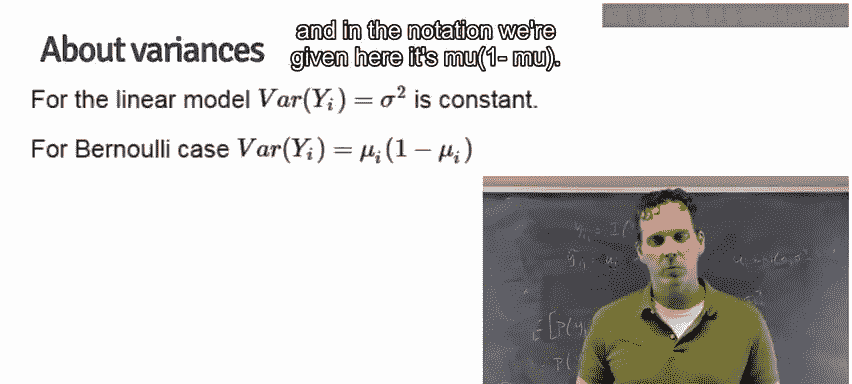 and in the notation we're
given here it's mu(1- mu).
About variances
For the linear model Var(Y_i) = σ² is constant.
For Bernoulli case Var(Y_i) = μ_i(1 − μ_i)